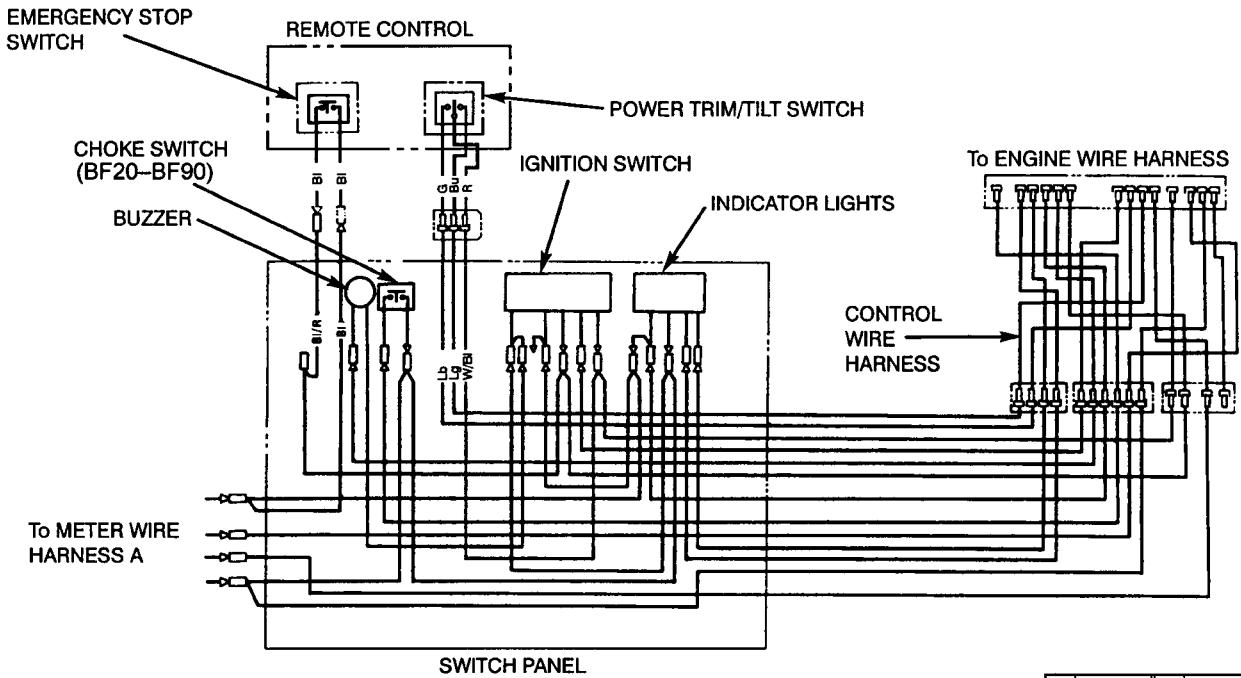 EMERGENCY STOP
SWITCH
REMOTE CONTROL
POWER TRIM/TILT SWITCH
CHOKE SWITCH
(BF20–BF90)
IGNITION SWITCH
To ENGINE WIRE HARNESS
BUZZER
INDICATOR LIGHTS
Bl
Bl
G
Bu
R
Bl/R
Bl
Lb
Lg
W/Bl
CONTROL
WIRE
HARNESS
To METER WIRE
HARNESS A
SWITCH PANEL